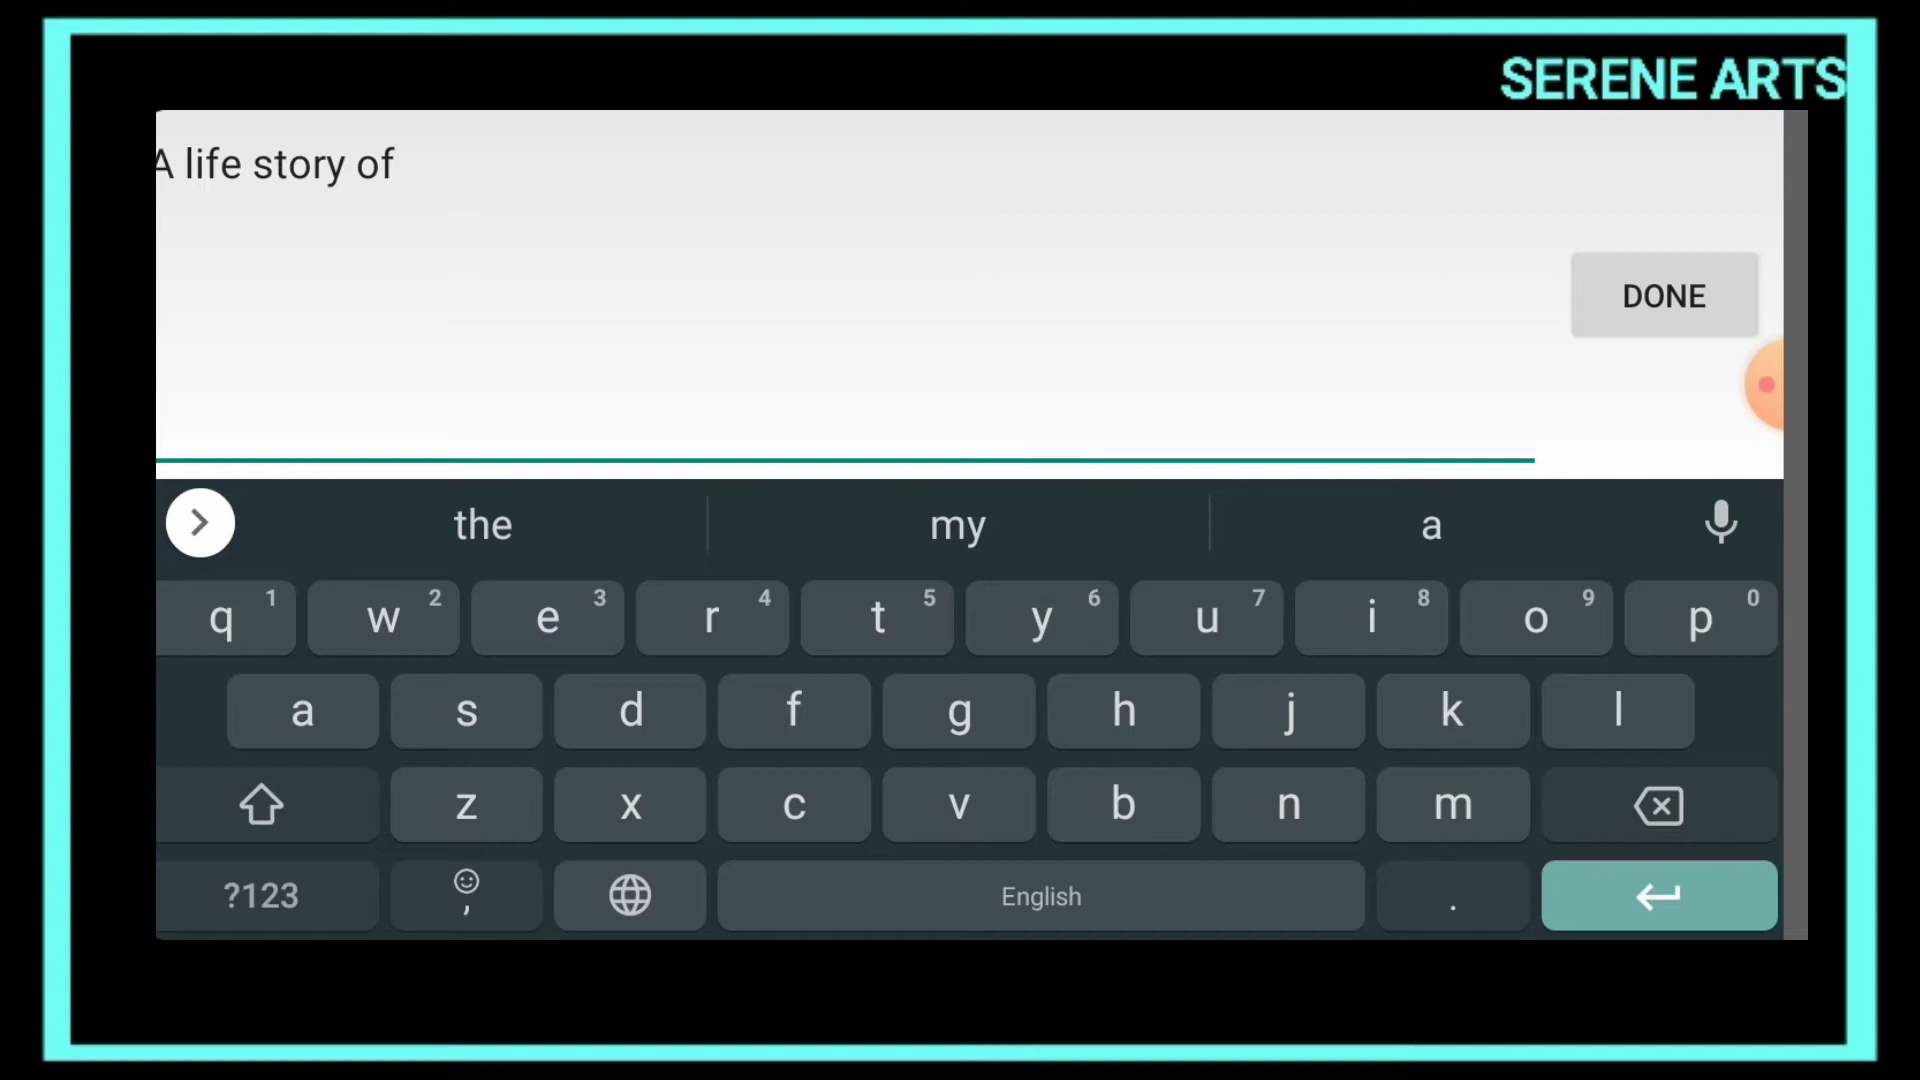 SERENE ARTS
A life story of
DONE
the my a
q 1 w 2 e 3 r 4 t 5 y 6 u 7 i 8 o 9 p 0
a s d f g h j k l
z x c v b n m
?123 , English .